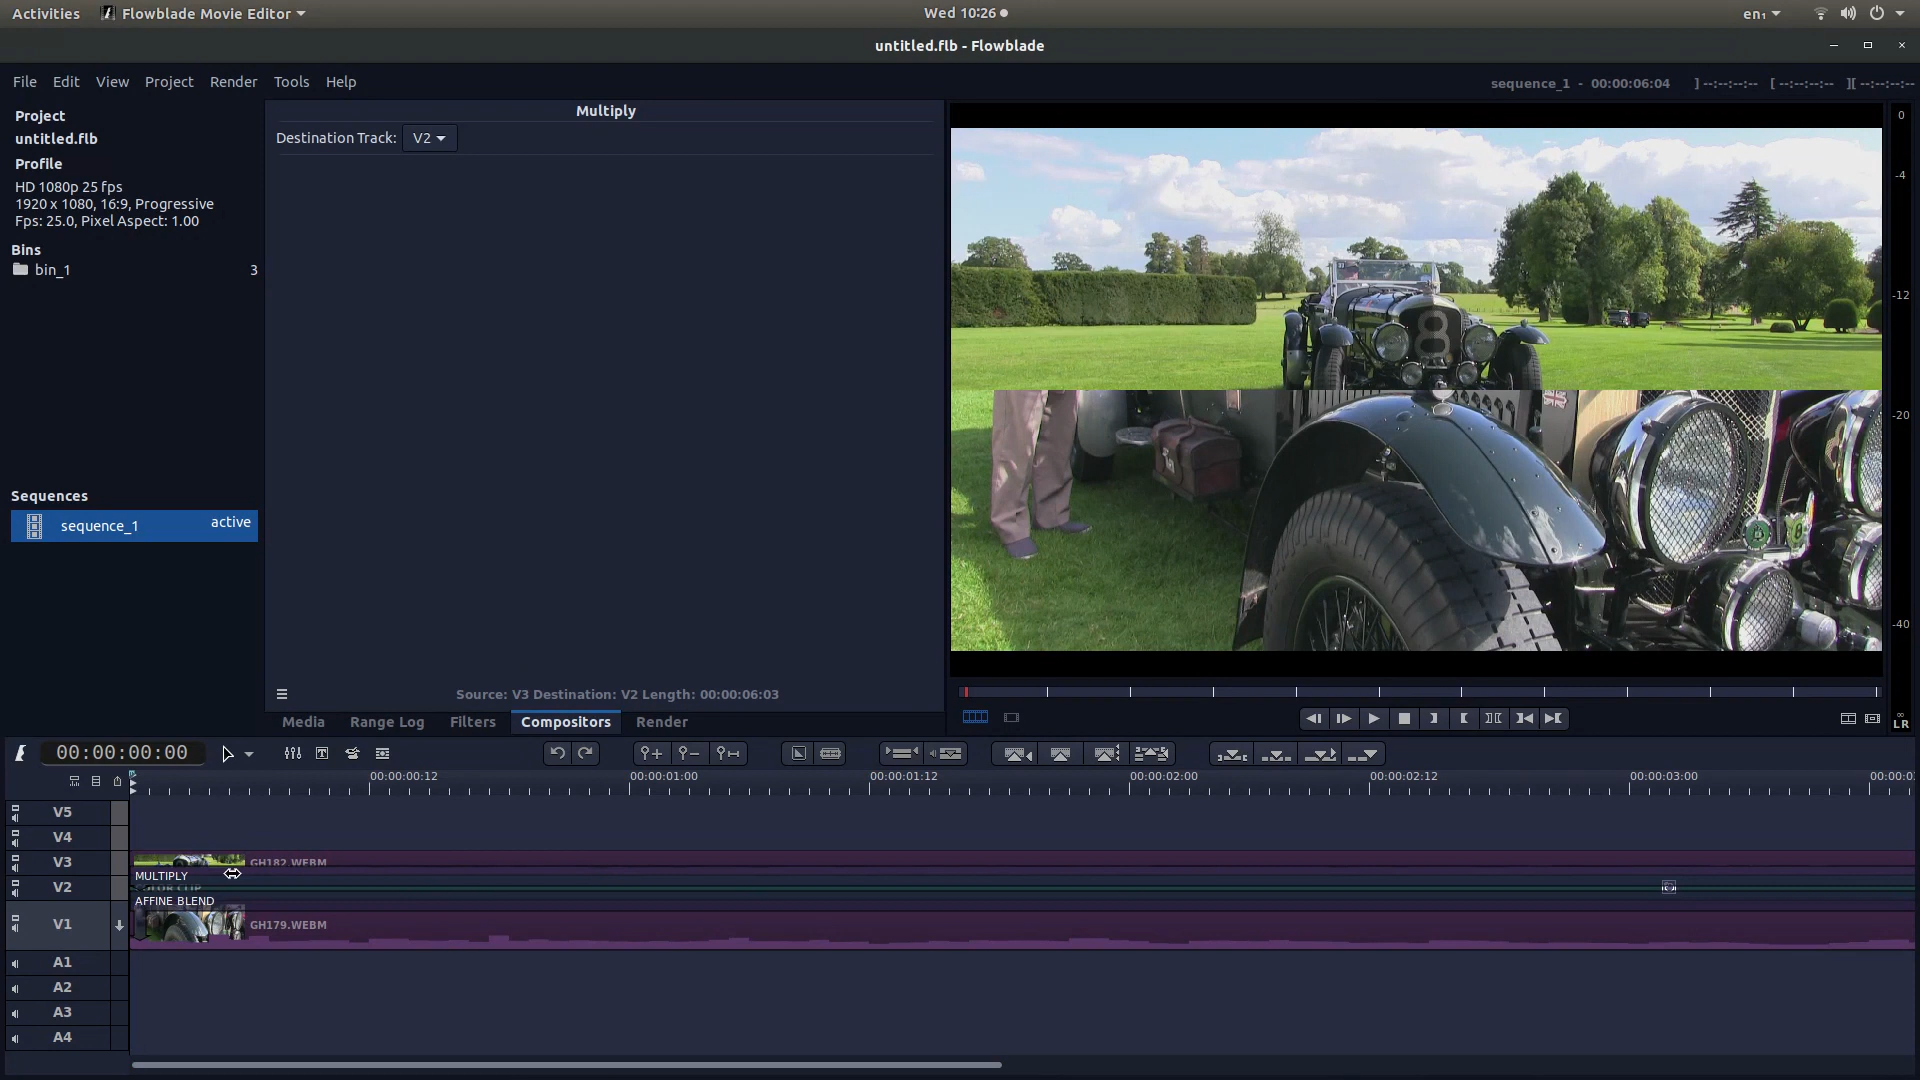 Activities Flowblade Movie Editor Wed 10:26 en₁
untitled.flb - Flowblade
File Edit View Project Render Tools Help sequence_1 - 00:00:06:04 ] --:--:--:-- [ --:--:--:-- ][ --:--:--:--
Project
untitled.flb
Profile
HD 1080p 25 fps
1920 x 1080, 16:9, Progressive
Fps: 25.0, Pixel Aspect: 1.00
Bins
bin_1 3
Sequences
sequence_1 active
Multiply
Destination Track: V2
Source: V3 Destination: V2 Length: 00:00:06:03
Media Range Log Filters Compositors Render
8
0
-4
-12
-20
-40
∞
LR
00:00:00:00
00:00:00:12 00:00:01:00 00:00:01:12 00:00:02:00 00:00:02:12 00:00:03:00
V5
V4
V3 GH182.WEBM
MULTIPLY
V2
AFFINE BLEND
V1 GH179.WEBM
A1
A2
A3
A4